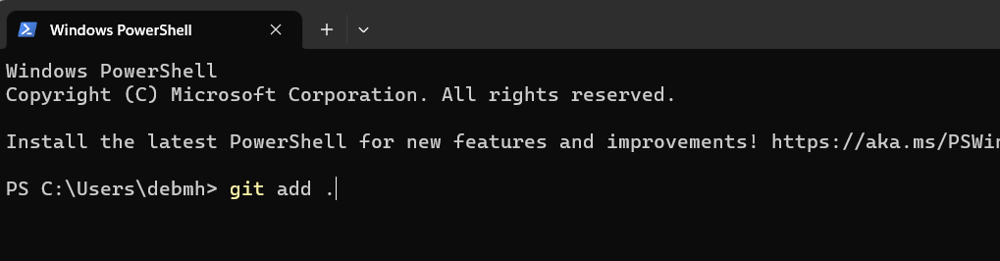 Windows PowerShell
Windows PowerShell
Copyright (C) Microsoft Corporation. All rights reserved.
Install the latest PowerShell for new features and improvements! https://aka.ms/PSWin
PS C:\Users\debmh> git add .